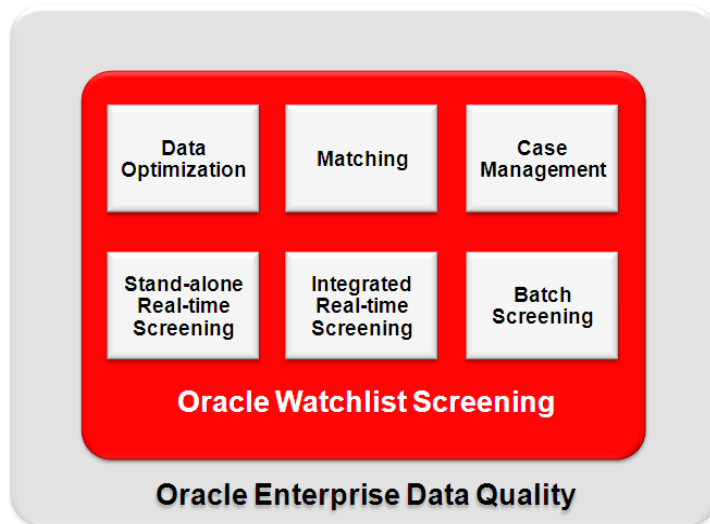 Data
Optimization
Matching
Case
Management
Stand-alone
Real-time
Screening
Integrated
Real-time
Screening
Batch
Screening
Oracle Watchlist Screening
Oracle Enterprise Data Quality